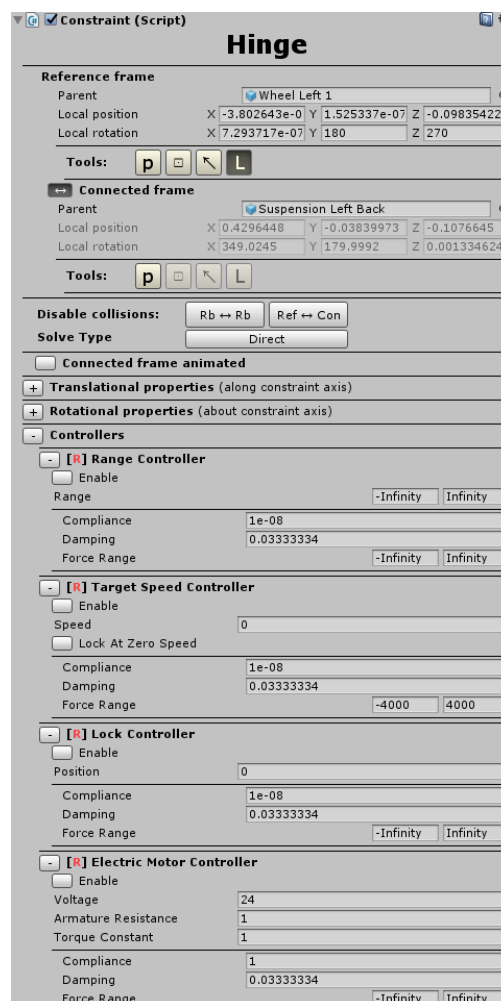 Constraint (Script)
Hinge
Reference frame
Parent Wheel Left 1
Local position X -3.802643e-0 Y 1.525337e-07 Z -0.09835422
Local rotation X 7.293717e-07 Y 180 Z 270
Tools: p L
Connected frame
Parent Suspension Left Back
Local position X 0.4296448 Y -0.03839973 Z -0.1076645
Local rotation X 349.0245 Y 179.9992 Z 0.001334624
Tools: p L
Disable collisions: Rb ↔ Rb Ref ↔ Con
Solve Type Direct
Connected frame animated
+ Translational properties (along constraint axis)
+ Rotational properties (about constraint axis)
- Controllers
- [R] Range Controller
Enable
Range -Infinity Infinity
Compliance 1e-08
Damping 0.03333334
Force Range -Infinity Infinity
- [R] Target Speed Controller
Enable
Speed 0
Lock At Zero Speed
Compliance 1e-08
Damping 0.03333334
Force Range -4000 4000
- [R] Lock Controller
Enable
Position 0
Compliance 1e-08
Damping 0.03333334
Force Range -Infinity Infinity
- [R] Electric Motor Controller
Enable
Voltage 24
Armature Resistance 1
Torque Constant 1
Compliance 1
Damping 0.03333334
Force Range -Infinity Infinity